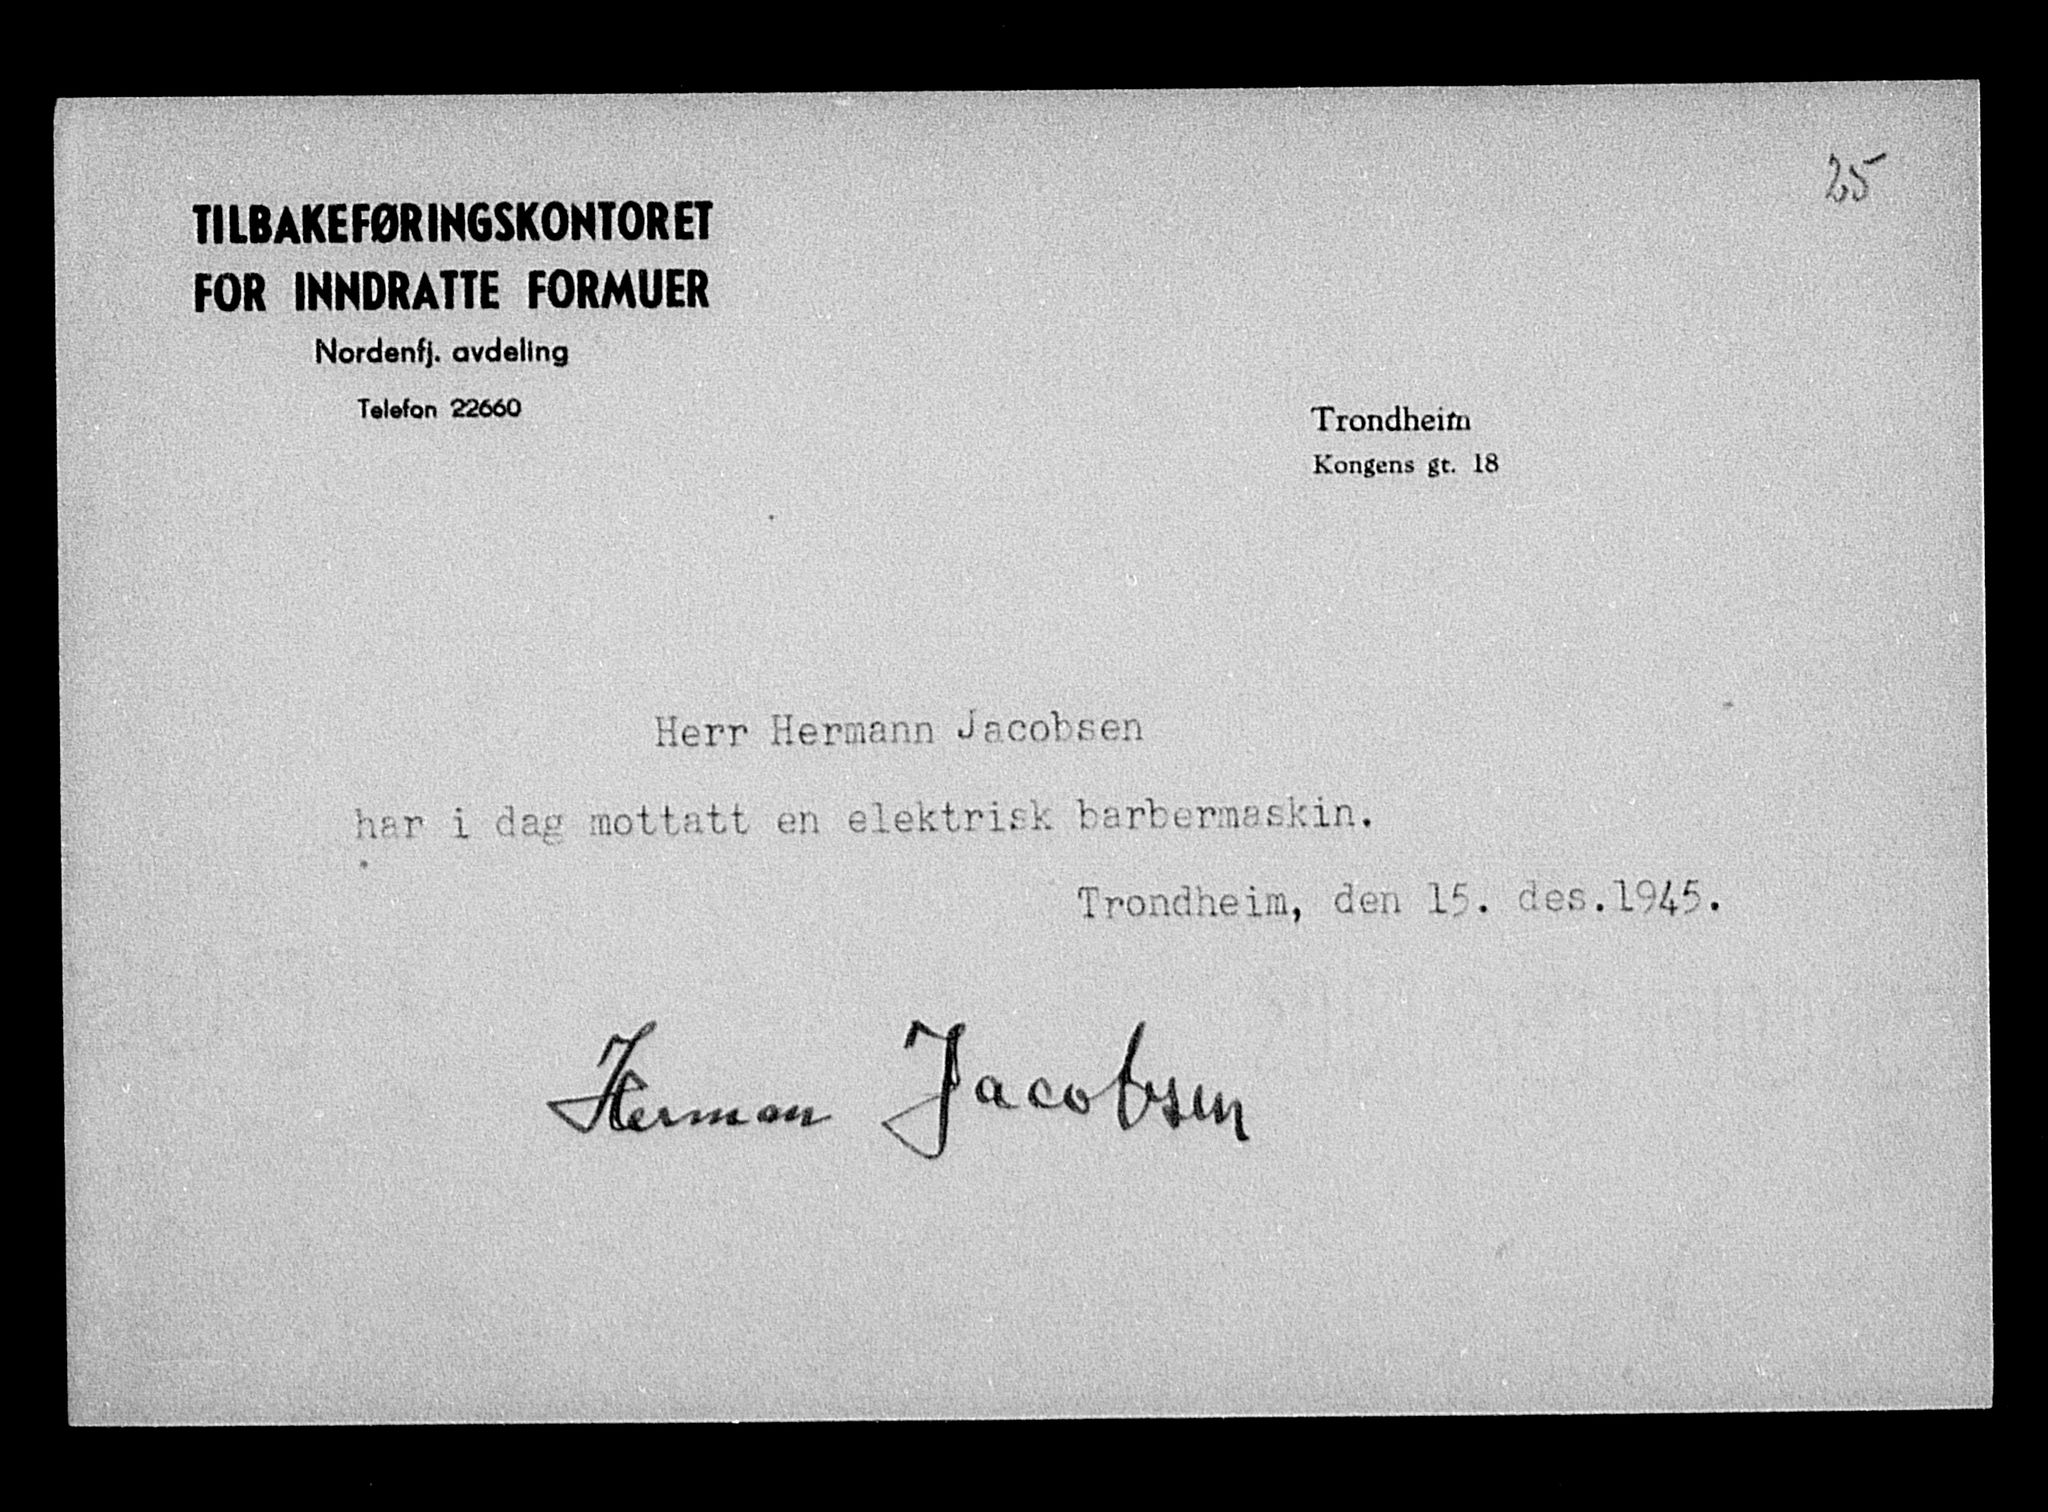 25
TILBAKEFØRINGSKONTORET
FOR INNDRATTE FORMUER
Nordenfj. avdeling
Telefon 22660
Trondheim
Kongens gt. 18
Herr Hermann Jacobsen
har i dag mottatt en elektrisk barbermaskin.
Trondheim, den 15. des.1945.
Herman Jacobsen